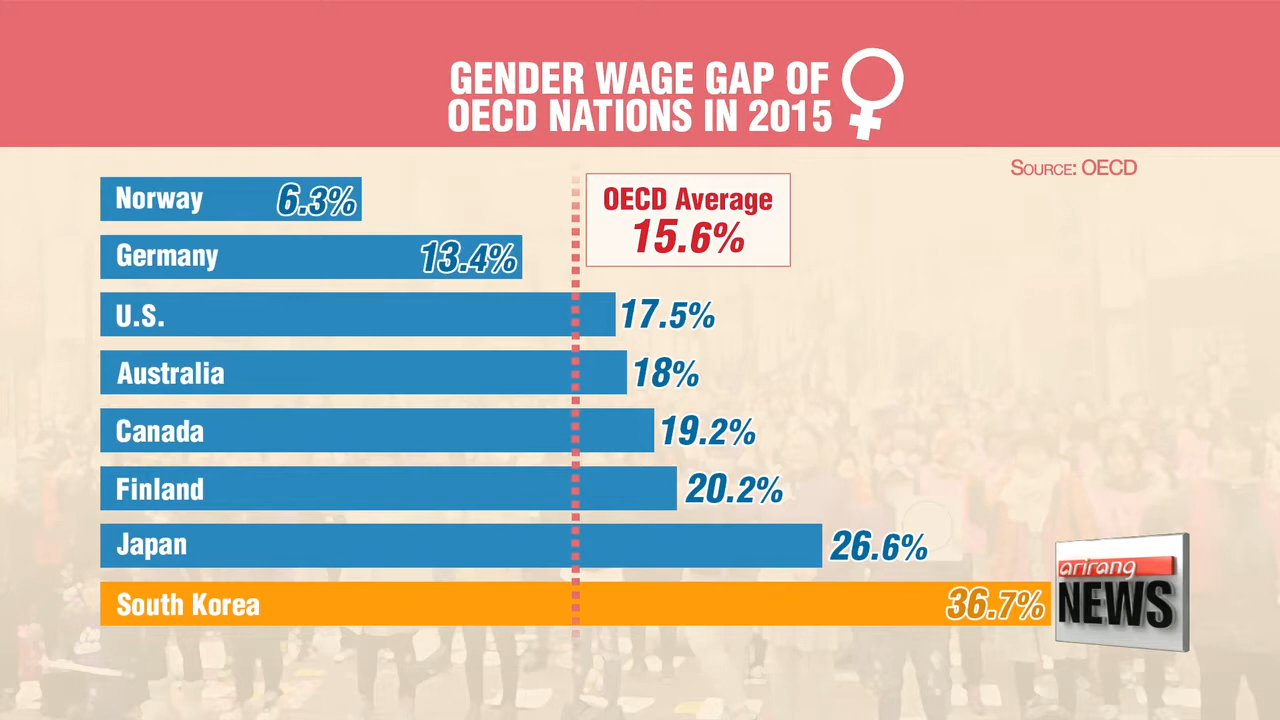 GENDER WAGE GAP OF
OECD NATIONS IN 2015
SOURCE: OECD
Norway 6.3%
OECD Average
15.6%
Germany 13.4%
U.S. 17.5%
Australia 18%
Canada 19.2%
Finland 20.2%
Japan 26.6%
South Korea 36.7%
arirang
NEWS